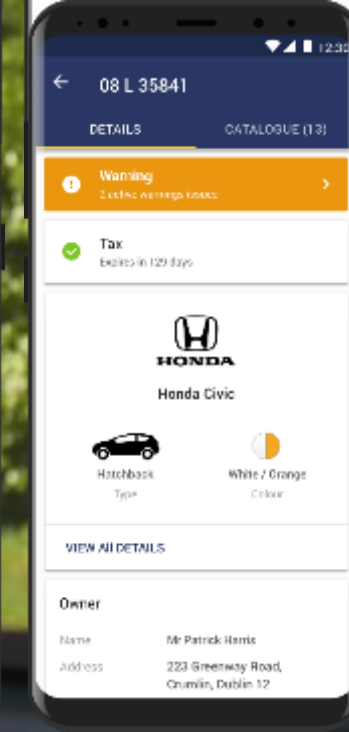 12:30
08 L 35841
DETAILS
CATALOGUE (13)
Warning
2 active warnings issues
Tax
Expires in 129 days
HONDA
Honda Civic
Hatchback
White / Orange
Type
Colour
VIEW All DETAILS
Owner
Name
Mr Patrick Harris
Address
223 Greenway Road,
Crumlin, Dublin 12